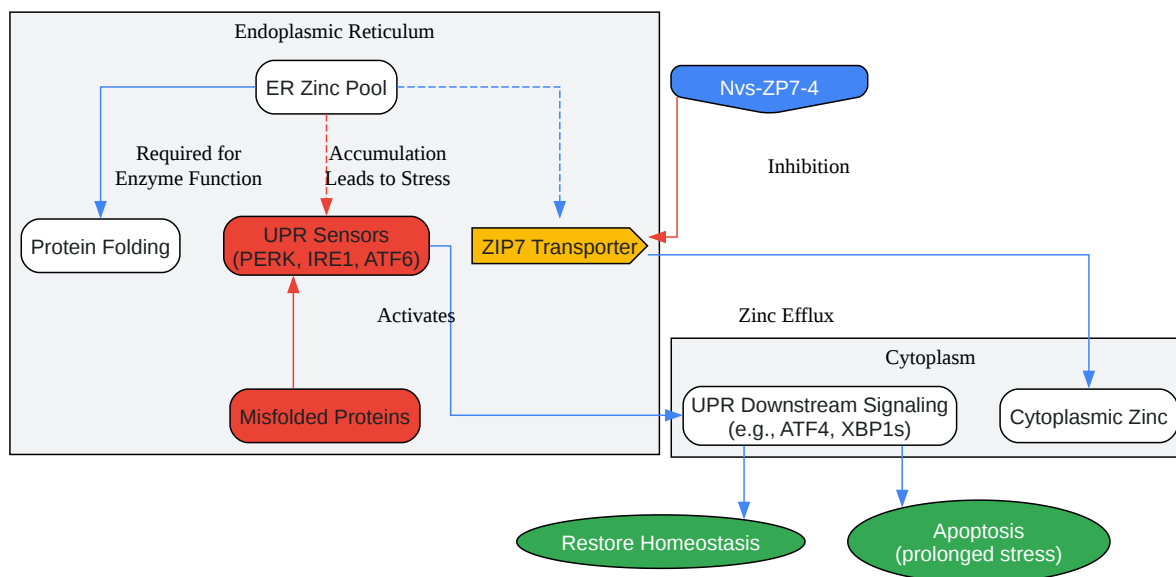 Endoplasmic Reticulum
ER Zinc Pool
Nvs-ZP7-4
Required for
Enzyme Function
Accumulation
Leads to Stress
Inhibition
Protein Folding
UPR Sensors
(PERK, IRE1, ATF6)
ZIP7 Transporter
Activates
Zinc Efflux
Cytoplasm
Misfolded Proteins
UPR Downstream Signaling
(e.g., ATF4, XBP1s)
Cytoplasmic Zinc
Restore Homeostasis
Apoptosis
(prolonged stress)